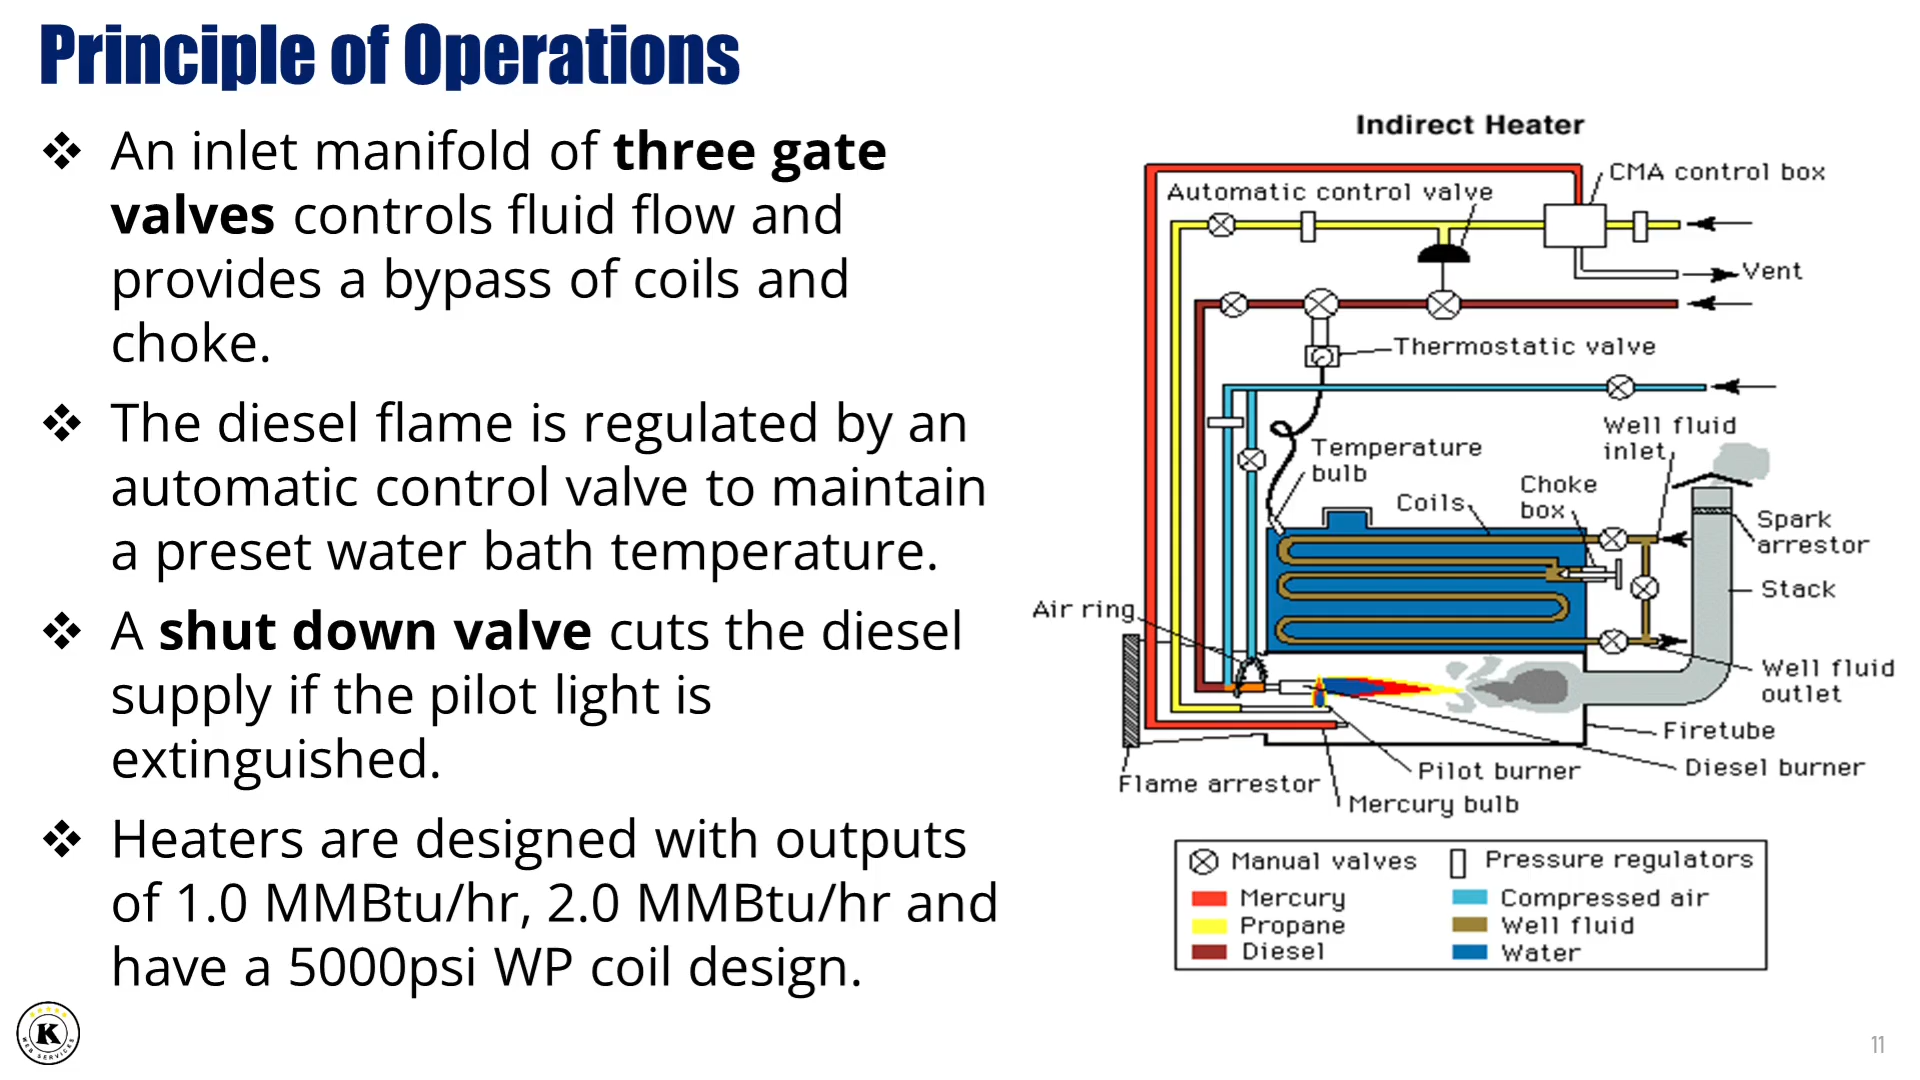 Principle of Operations
❖ An inlet manifold of three gate
valves controls fluid flow and
provides a bypass of coils and
choke.
❖ The diesel flame is regulated by an
automatic control valve to maintain
a preset water bath temperature.
❖ A shut down valve cuts the diesel
supply if the pilot light is
extinguished.
❖ Heaters are designed with outputs
of 1.0 MMBtu/hr, 2.0 MMBtu/hr and
have a 5000psi WP coil design.
Indirect Heater
CMA control box
Automatic control valve
Vent
Thermostatic valve
Well fluid
inlet
Temperature
bulb
Coils
Choke
box
Spark
arrestor
Stack
Air ring
Well fluid
outlet
Firetube
Diesel burner
Pilot burner
Flame arrestor
Mercury bulb
Manual valves
Pressure regulators
Mercury
Compressed air
Propane
Well fluid
Diesel
Water
K
WEB SERVICES
11